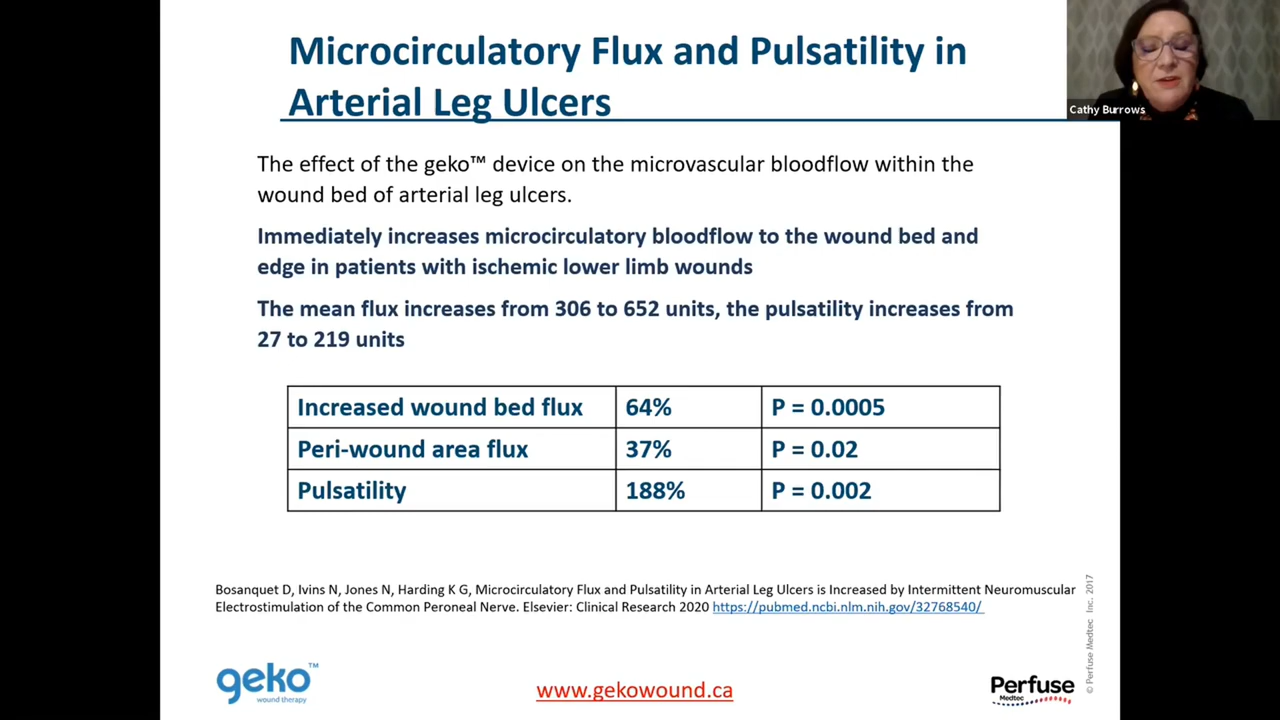 Microcirculatory Flux and Pulsatility in
Arterial Leg Ulcers
Cathy Burrows
The effect of the geko™ device on the microvascular bloodflow within the
wound bed of arterial leg ulcers.
Immediately increases microcirculatory bloodflow to the wound bed and
edge in patients with ischemic lower limb wounds
The mean flux increases from 306 to 652 units, the pulsatility increases from
27 to 219 units
Increased wound bed flux 64% P = 0.0005
Peri-wound area flux 37% P = 0.02
Pulsatility 188% P = 0.002
Bosanquet D, Ivins N, Jones N, Harding K G, Microcirculatory Flux and Pulsatility in Arterial Leg Ulcers is Increased by Intermittent Neuromuscular
Electrostimulation of the Common Peroneal Nerve. Elsevier: Clinical Research 2020 https://pubmed.ncbi.nlm.nih.gov/32768540/
© Perfuse Medtec Inc. 2017
geko™
wound therapy
www.gekowound.ca
Perfuse
Medtec